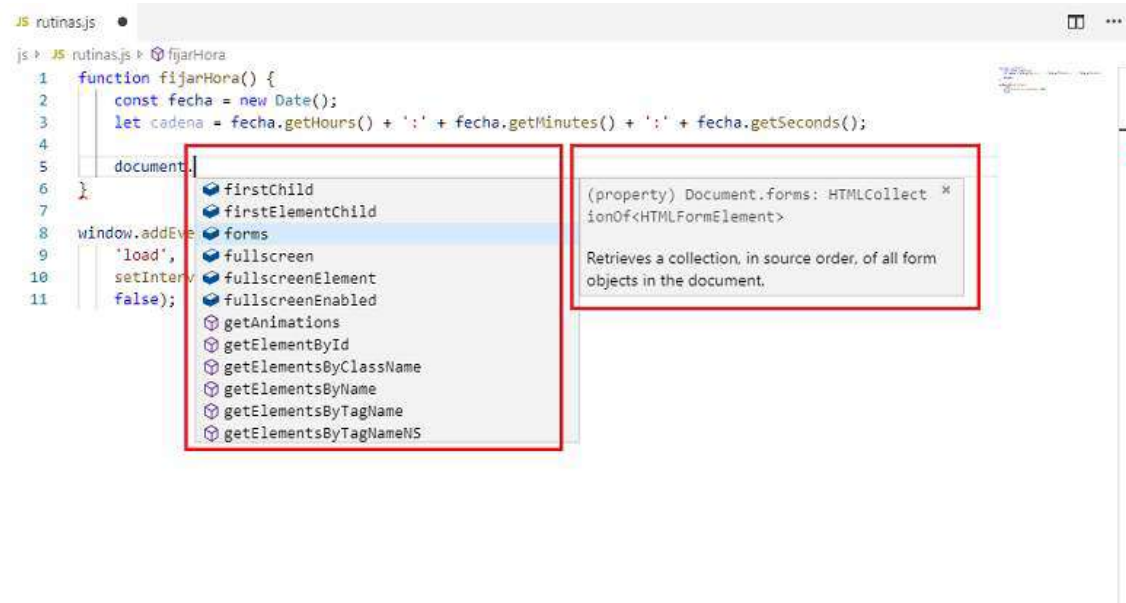 JS rutinas.js ●
js ▸ JS rutinas.js ▸ fijarHora
1 function fijarHora() {
2 const fecha = new Date();
3 let cadena = fecha.getHours() + ':' + fecha.getMinutes() + ':' + fecha.getSeconds();
4
5 document.
6 }
7
8 window.addEve
9 'load',
10 setInterv
11 false);
firstChild
firstElementChild
forms
fullscreen
fullscreenElement
fullscreenEnabled
getAnimations
getElementById
getElementsByClassName
getElementsByName
getElementsByTagName
getElementsByTagNameNS
(property) Document.forms: HTMLCollect ×
ionOf<HTMLFormElement>
Retrieves a collection, in source order, of all form
objects in the document.